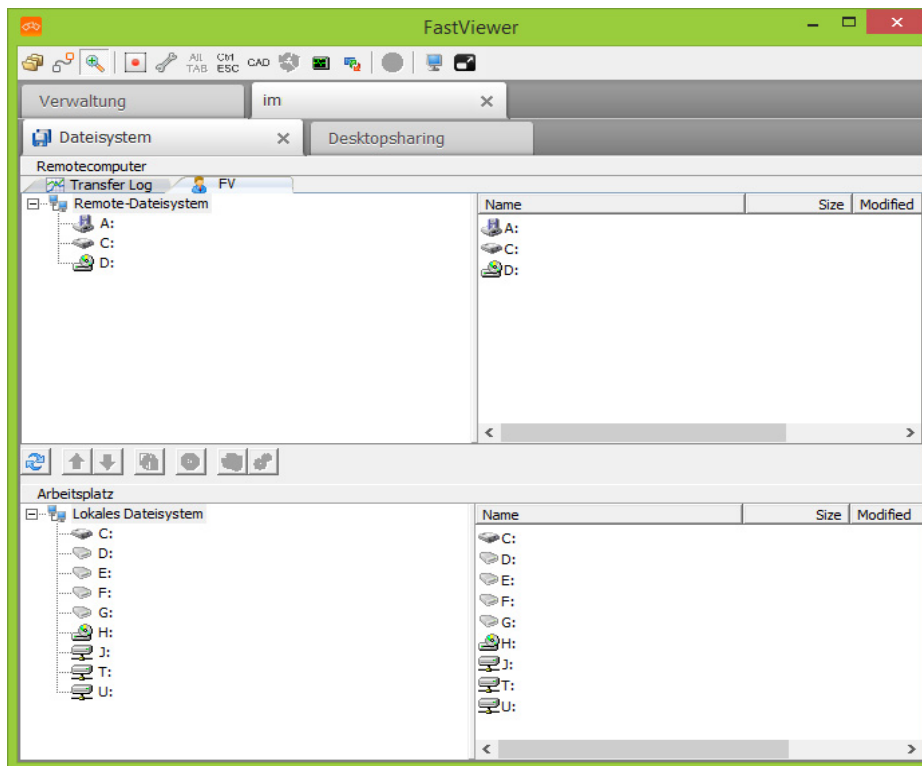 FastViewer
All TAB Ctrl ESC CAD
Verwaltung im
Dateisystem Desktopsharing
Remotecomputer
Transfer Log FV
Remote-Dateisystem
A:
C:
D:
Name Size Modified
A:
C:
D:
Arbeitsplatz
Lokales Dateisystem
C:
D:
E:
F:
G:
H:
J:
T:
U:
Name Size Modified
C:
D:
E:
F:
G:
H:
J:
T:
U: